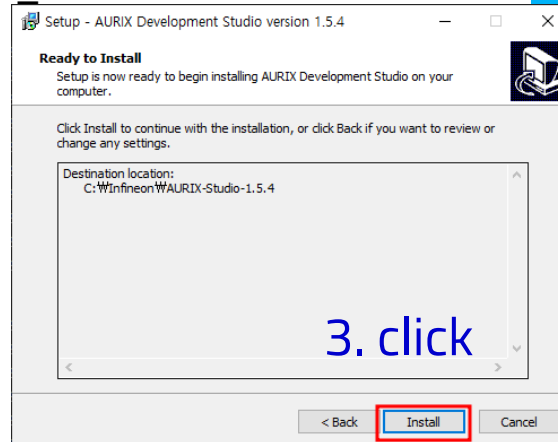 Setup - AURIX Development Studio version 1.5.4
Ready to Install
Setup is now ready to begin installing AURIX Development Studio on your
computer.
Click Install to continue with the installation, or click Back if you want to review or
change any settings.
Destination location:
C:₩Infineon₩AURIX-Studio-1.5.4
3. click
< Back
Install
Cancel